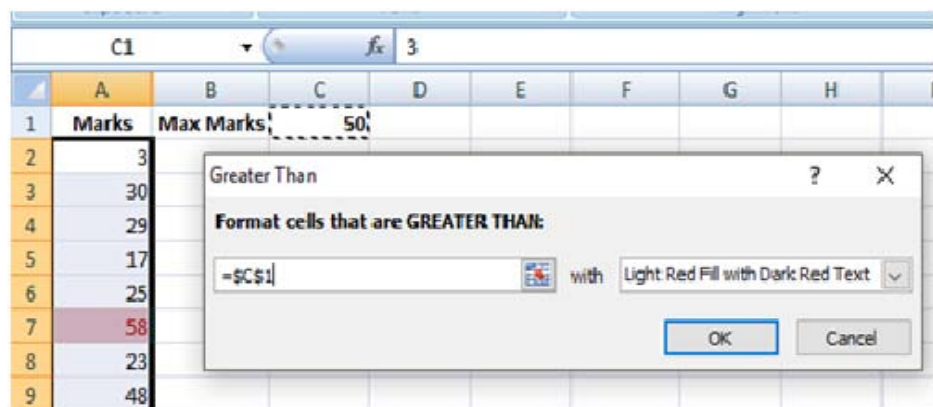 C1 fx 3
A B C D E F G H
1 Marks Max Marks 50
2 3
3 30
4 29
5 17
6 25
7 58
8 23
9 48
Greater Than ? X
Format cells that are GREATER THAN:
=$C$1 with Light Red Fill with Dark Red Text
OK Cancel